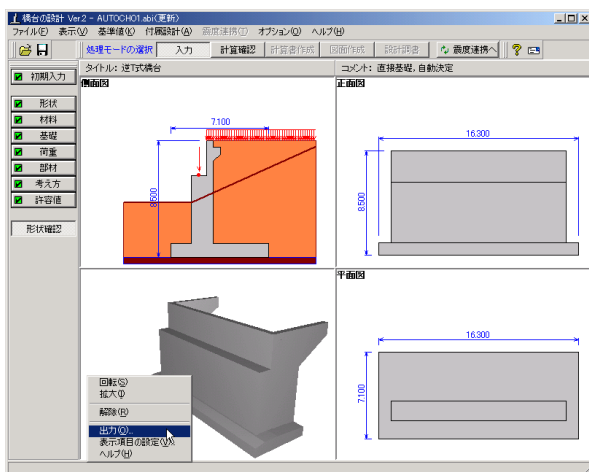 橋台の設計 Ver2 - AUTOCHO1.abi(更新)
ファイル(F) 表示(V) 基準値(K) 付属設計(A) 震度連携(T) オプション(O) ヘルプ(H)
処理モードの選択 入力 計算確認 計算書作成 図面作成 設計調書 震度連携へ
初期入力
タイトル: 逆T式橋台
コメント: 直接基礎, 自動決定
形状
材料
基礎
荷重
部材
考え方
許容値
形状確認
側面図
7.100
8.500
正面図
16.300
8.500
回転(S)
拡大(I)
解除(R)
出力(O)...
表示項目の設定(V)...
ヘルプ(H)
平面図
16.300
7.100